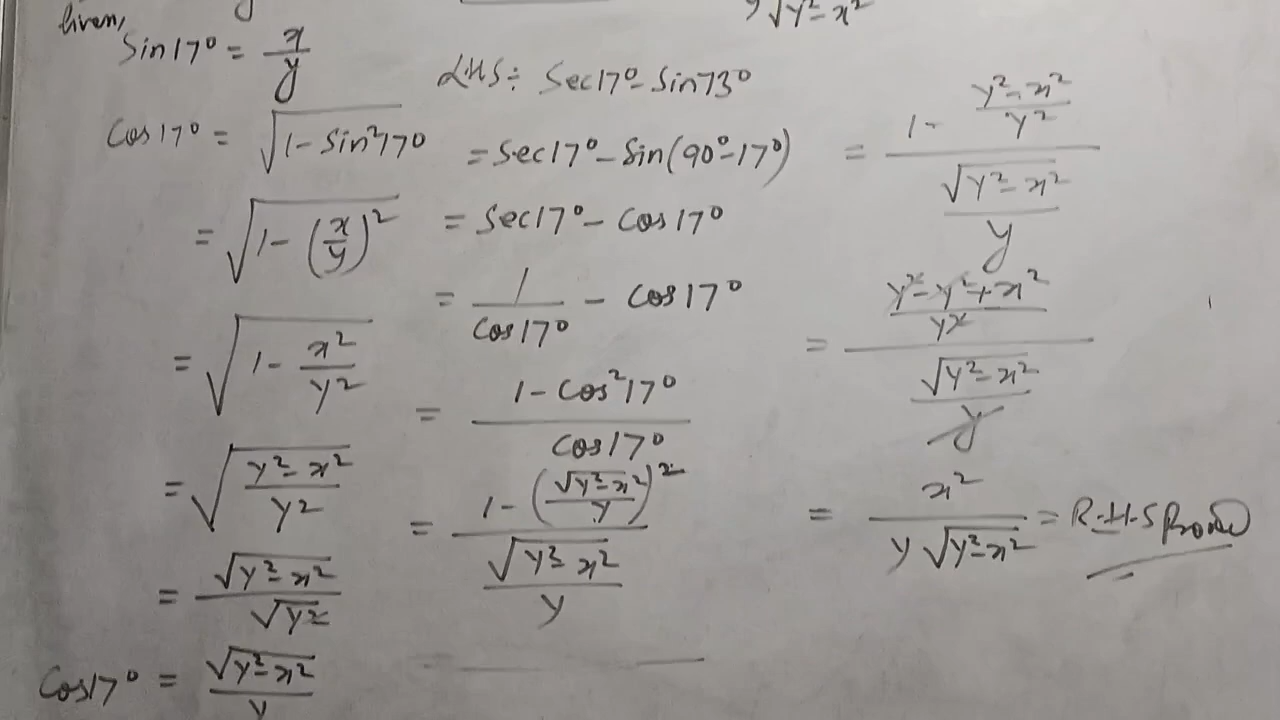 Given,
Sin17° = x/y
Cos17° = √(1 - Sin²17°)
= √(1 - (x/y)²)
= √(1 - x²/y²)
= √((y² - x²)/y²)
= √(y² - x²)/√y²
Cos17° = √(y² - x²)/y
LHS÷ Sec17° - Sin73°
= Sec17° - Sin(90° - 17°)
= Sec17° - Cos17°
= 1/Cos17° - Cos17°
= (1 - Cos²17°)/Cos17°
= (1 - (√(y² - x²)/y)²)/(√(y² - x²)/y)
y√(y² - x²)
= (1 - (y² - x²)/y²)/(√(y² - x²)/y)
= ((y² - y² + x²)/y²)/(√(y² - x²)/y)
= x²/(y√(y² - x²)) = R.H.S Proved